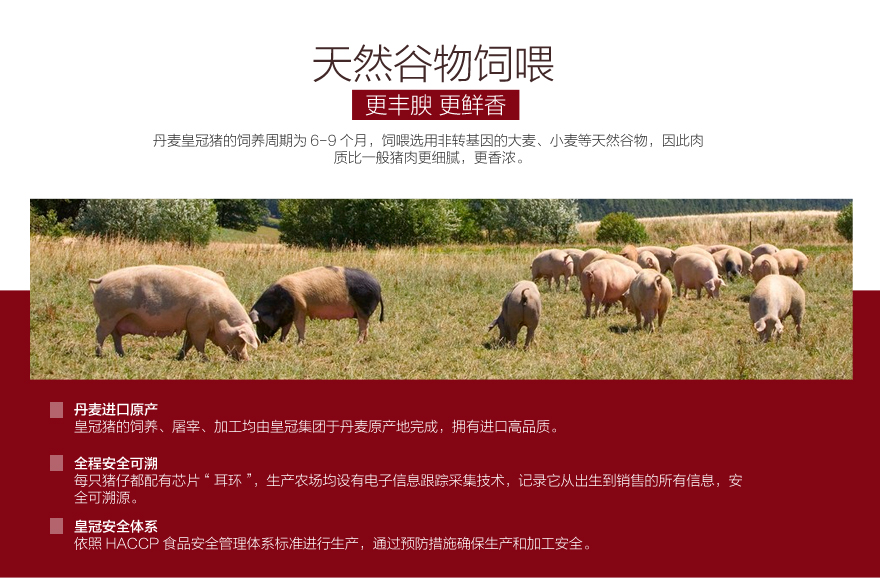 天然谷物饲喂
更丰腴 更鲜香
丹麦皇冠猪的饲养周期为 6-9 个月，饲喂选用非转基因的大麦、小麦等天然谷物，因此肉
质比一般猪肉更细腻，更香浓。
丹麦进口原产
皇冠猪的饲养、屠宰、加工均由皇冠集团于丹麦原产地完成，拥有进口高品质。
全程安全可溯
每只猪仔都配有芯片“ 耳环 ”，生产农场均设有电子信息跟踪采集技术，记录它从出生到销售的所有信息，安
全可溯源。
皇冠安全体系
依照 HACCP 食品安全管理体系标准进行生产，通过预防措施确保生产和加工安全。